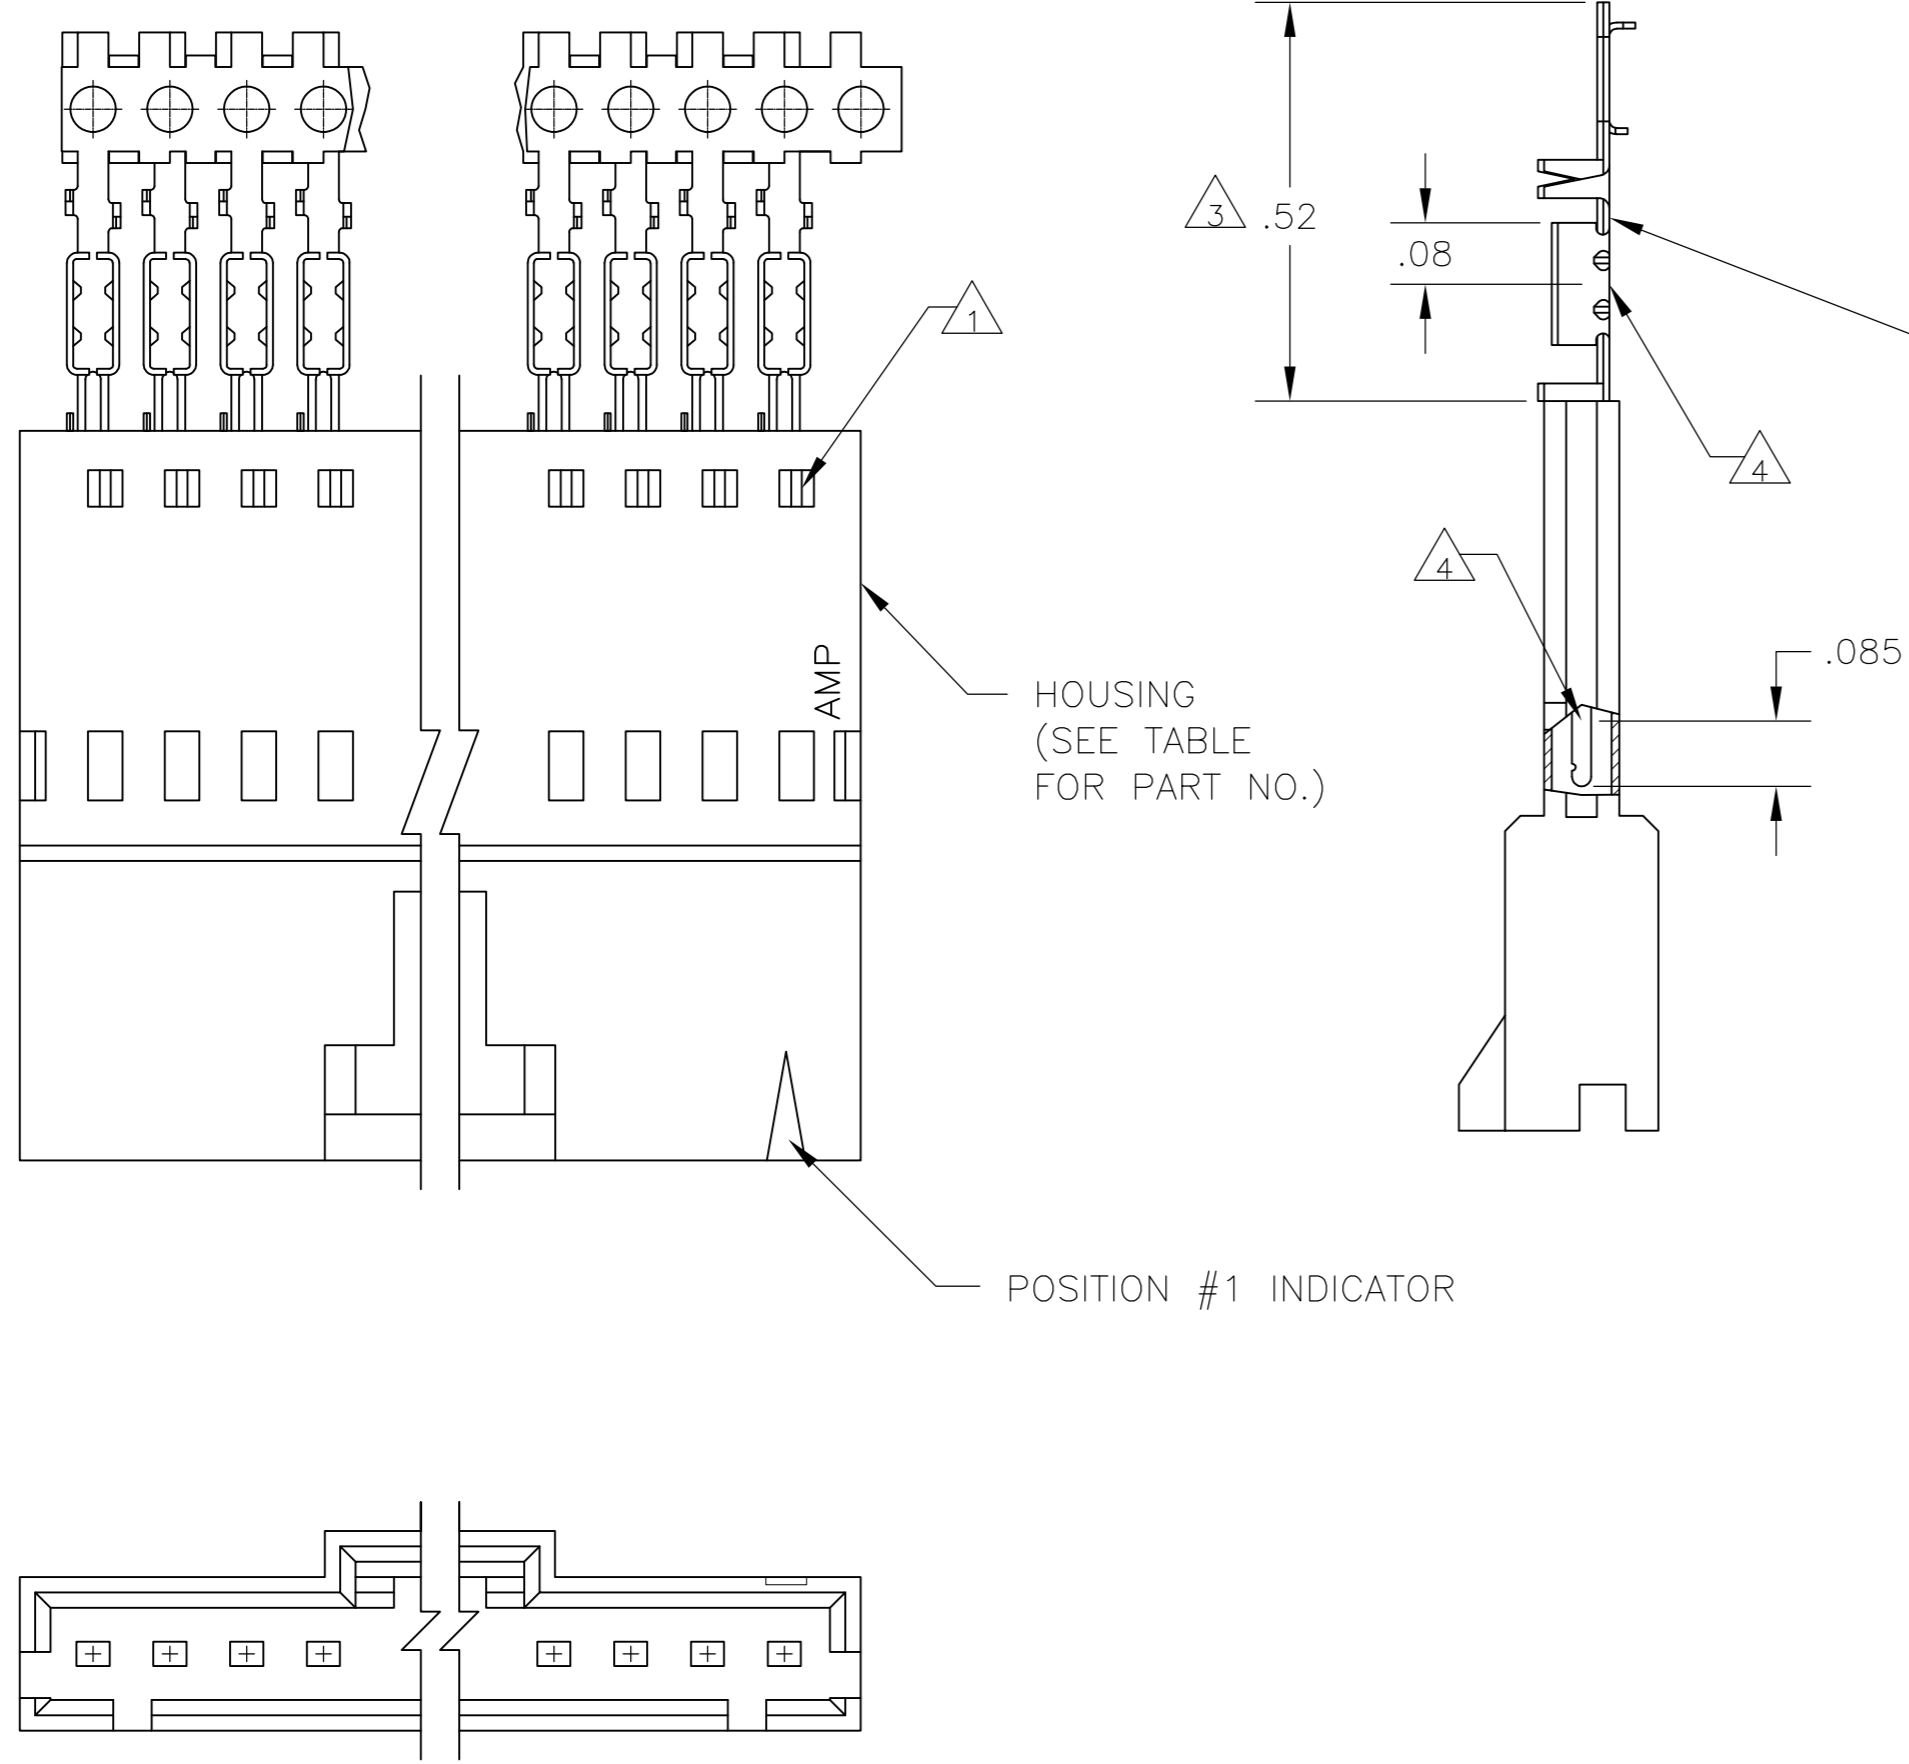 3 .52
.08
1
4
4
.085
AMP
HOUSING
(SEE TABLE
FOR PART NO.)
POSITION #1 INDICATOR